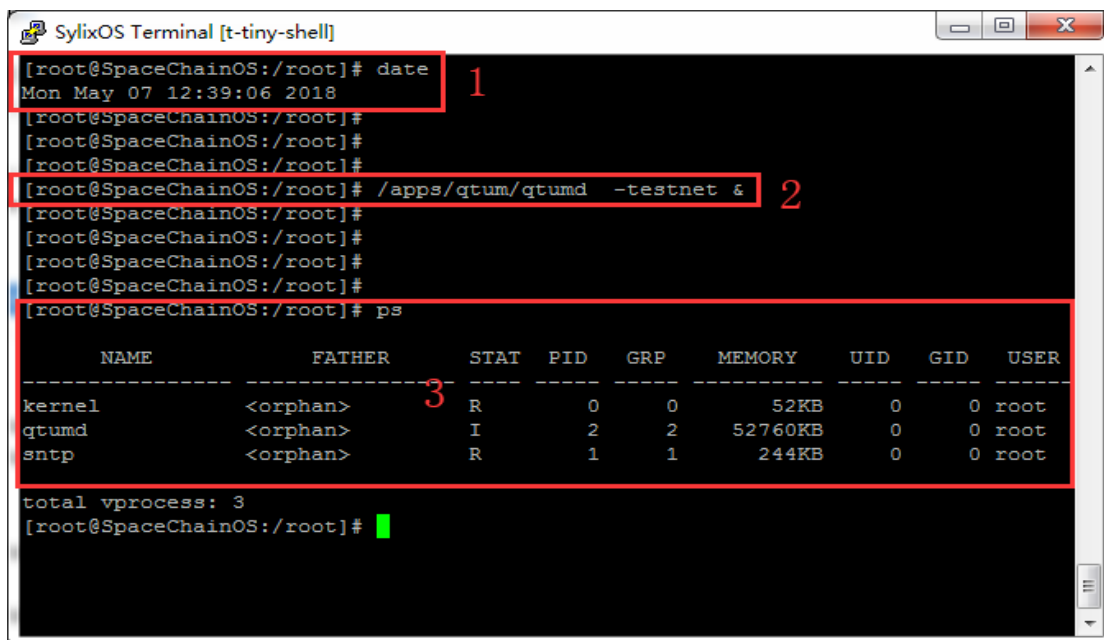 SylixOS Terminal [t-tiny-shell]
[root@SpaceChainOS:/root]# date
Mon May 07 12:39:06 2018
1
[root@SpaceChainOS:/root]#
[root@SpaceChainOS:/root]#
[root@SpaceChainOS:/root]#
[root@SpaceChainOS:/root]# /apps/qtum/qtumd  -testnet &
2
[root@SpaceChainOS:/root]#
[root@SpaceChainOS:/root]#
[root@SpaceChainOS:/root]#
[root@SpaceChainOS:/root]#
[root@SpaceChainOS:/root]# ps
NAME FATHER STAT PID GRP MEMORY UID GID USER
---------------- ----------------- ---- ----- ----- ---------- ----- ----- ------
3
kernel <orphan> R 0 0 52KB 0 0 root
qtumd <orphan> I 2 2 52760KB 0 0 root
sntp <orphan> R 1 1 244KB 0 0 root
total vprocess: 3
[root@SpaceChainOS:/root]#